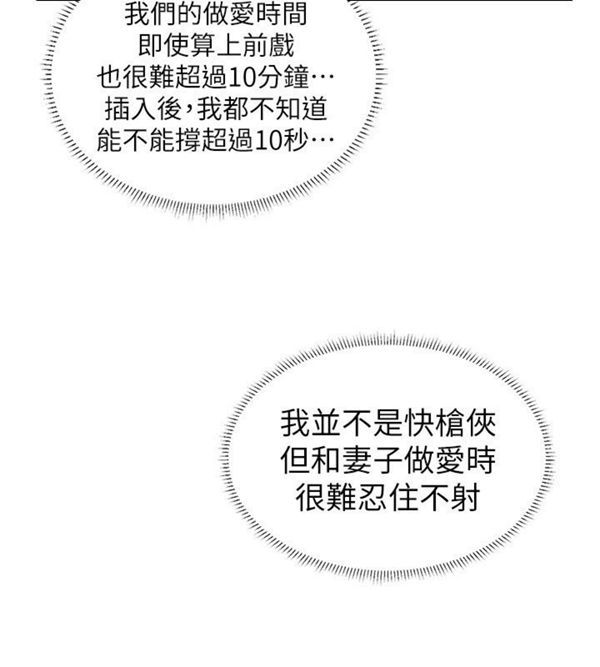 我們的做愛時間
即使算上前戲
也很難超過10分鐘…
插入後,我都不知道
能不能撐超過10秒…
我並不是快槍俠
但和妻子做愛時
很難忍住不射